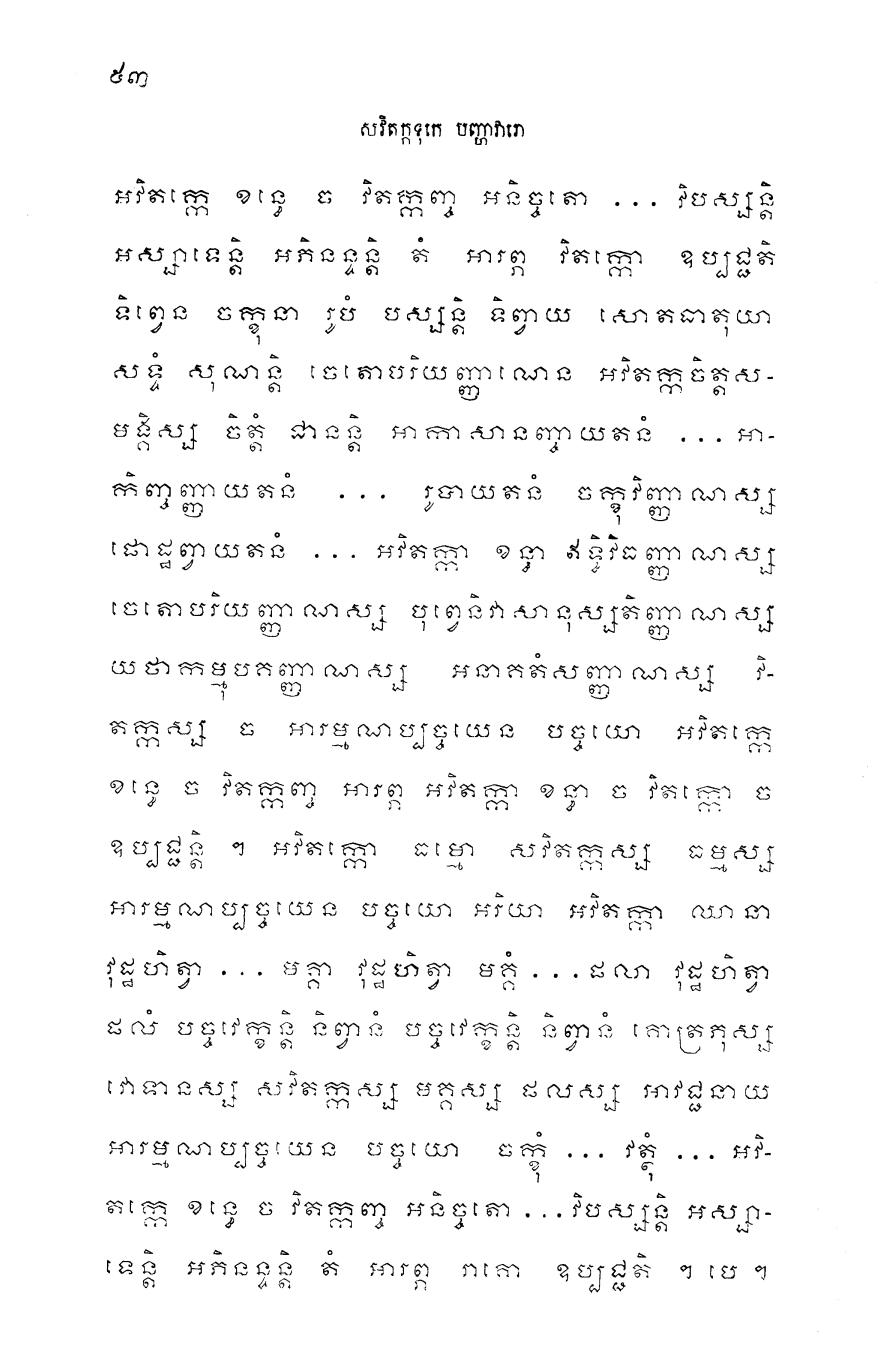 ៥៣
សវិតក្កទុកេ បញ្ហាវារោ
អវិតក្កេ ខន្ធេ ច វិតក្កញ្ច អនិច្ចតោ ... វិបស្សន្តិ
អស្សាទេន្តិ អភិនន្ទន្តិ តំ អារព្ភ វិតក្កោ ឧប្បជ្ជតិ
ទិព្វេន ចក្ខុនា រូបំ បស្សន្តិ ទិព្វាយ សោតធាតុយា
សទ្ទំ សុណន្តិ ចេតោបរិយញ្ញាណេន អវិតក្កចិត្តស-
មង្គិស្ស ចិត្តំ ជានន្តិ អាកាសានញ្ចាយតនំ ... អា-
កិញ្ចញ្ញាយតនំ ... រូបាយតនំ ចក្ខុវិញ្ញាណស្ស
ផោដ្ឋព្វាយតនំ ... អវិតក្កា ខន្ធា ឥទ្ធិវិធញ្ញាណស្ស
ចេតោបរិយញ្ញាណស្ស បុព្វេនិវាសានុស្សតិញ្ញាណស្ស
យថាកម្មុបគញ្ញាណស្ស អនាគតំសញ្ញាណស្ស វិ-
តក្កស្ស ច អារម្មណប្បច្ចយេន បច្ចយោ អវិតក្កេ
ខន្ធេ ច វិតក្កញ្ច អារព្ភ អវិតក្កា ខន្ធា ច វិតក្កោ ច
ឧប្បជ្ជន្តិ ។ អវិតក្កោ ធម្មោ សវិតក្កស្ស ធម្មស្ស
អារម្មណប្បច្ចយេន បច្ចយោ អរិយា អវិតក្កា ឈានា
វុដ្ឋហិត្វា ... មគ្គា វុដ្ឋហិត្វា មគ្គំ ... ផលា វុដ្ឋហិត្វា
ផលំ បច្ចវេក្ខន្តិ និព្វានំ បច្ចវេក្ខន្តិ និព្វានំ គោត្រភុស្ស
វោទានស្ស សវិតក្កស្ស មគ្គស្ស ផលស្ស អាវជ្ជនាយ
អារម្មណប្បច្ចយេន បច្ចយោ ចក្ខុំ ... វត្ថុំ ... អវិ-
តក្កេ ខន្ធេ ច វិតក្កញ្ច អនិច្ចតោ ... វិបស្សន្តិ អស្សា-
ទេន្តិ អភិនន្ទន្តិ តំ អារព្ភ រាគោ ឧប្បជ្ជតិ ។ បេ ។